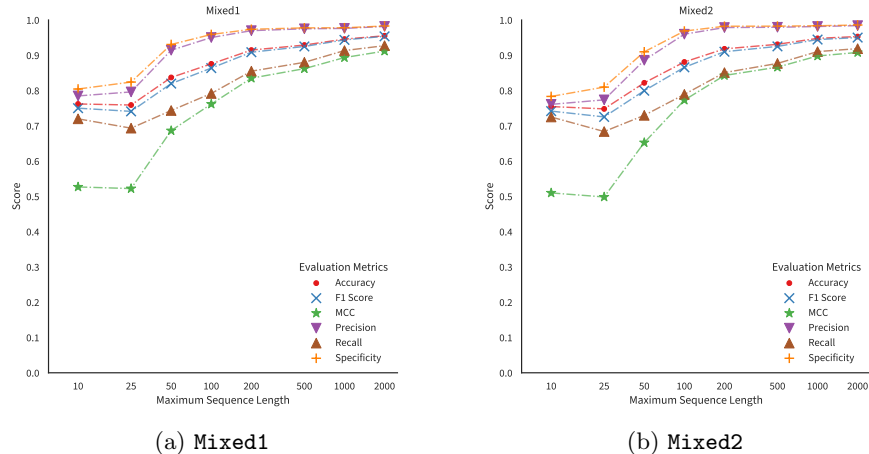 Mixed1
1.0
0.9
0.8
0.7
0.6
0.5
0.4
0.3
0.2
0.1
0.0
Score
10 25 50 100 200 500 1000 2000
Maximum Sequence Length
Evaluation Metrics
Accuracy
F1 Score
MCC
Precision
Recall
Specificity
(a) Mixed1
Mixed2
1.0
0.9
0.8
0.7
0.6
0.5
0.4
0.3
0.2
0.1
0.0
Score
10 25 50 100 200 500 1000 2000
Maximum Sequence Length
Evaluation Metrics
Accuracy
F1 Score
MCC
Precision
Recall
Specificity
(b) Mixed2